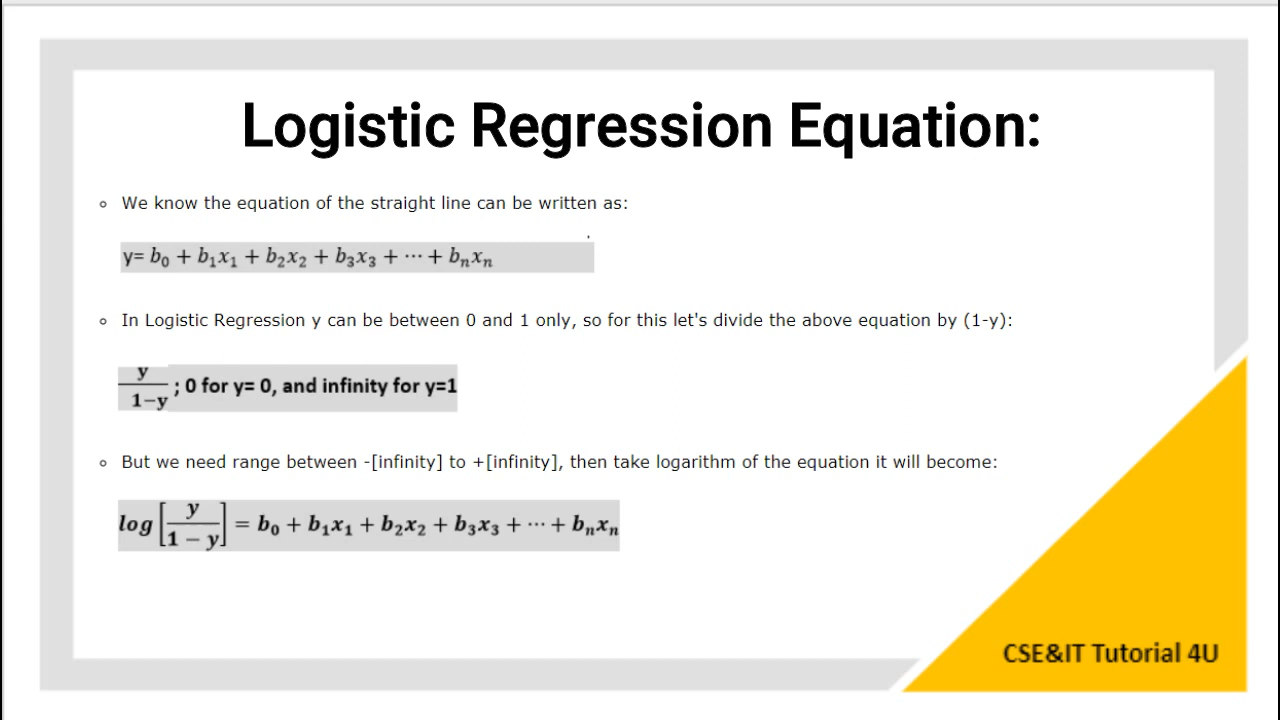 Logistic Regression Equation:
We know the equation of the straight line can be written as:
y= b₀ + b₁x₁ + b₂x₂ + b₃x₃ + ··· + bₙxₙ
In Logistic Regression y can be between 0 and 1 only, so for this let's divide the above equation by (1-y):
y/1−y ; 0 for y= 0, and infinity for y=1
But we need range between -[infinity] to +[infinity], then take logarithm of the equation it will become:
log [y/1 − y] = b₀ + b₁x₁ + b₂x₂ + b₃x₃ + ··· + bₙxₙ
CSE&IT Tutorial 4U